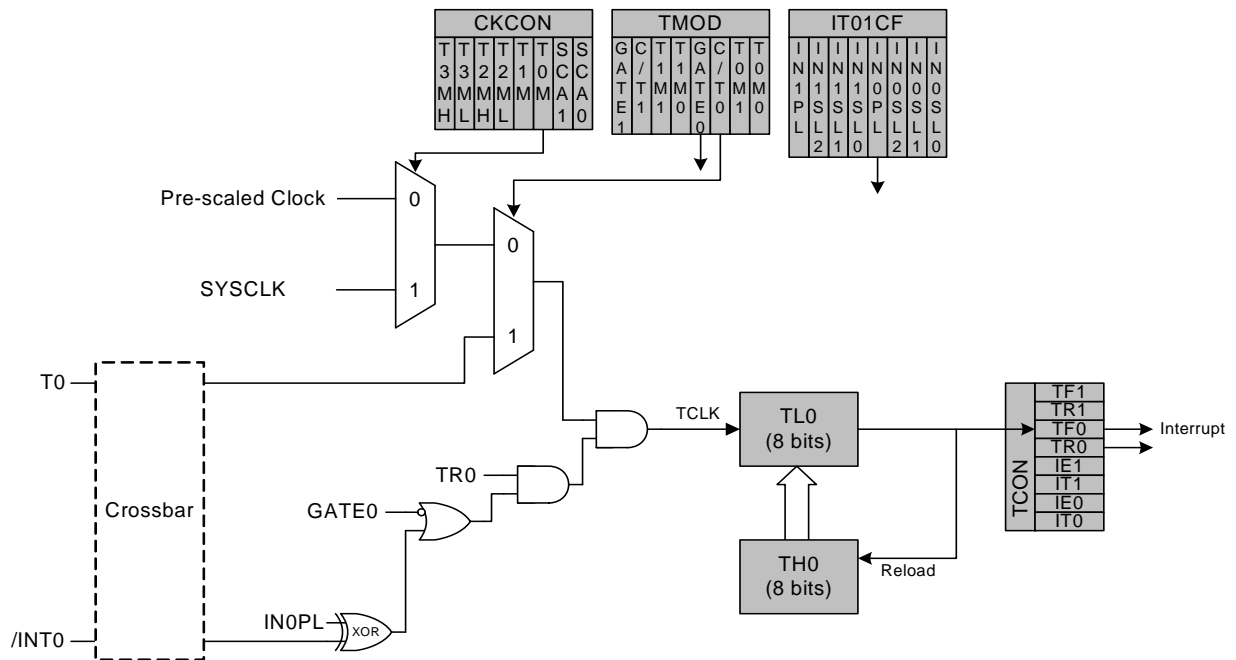 CKCON
T3MH
T3ML
T2MH
T2ML
T1M
T0M
SCA1
SCA0
TMOD
GATE1
C/T1
T1M1
T1M0
GATE0
C/T0
T0M1
T0M0
IT01CF
IN1PL
IN1SL2
IN1SL1
IN1SL0
IN0PL
IN0SL2
IN0SL1
IN0SL0
Pre-scaled Clock
0
SYSCLK
1
0
1
T0
Crossbar
/INT0
GATE0
TR0
IN0PL
XOR
TCLK
TL0
(8 bits)
TH0
(8 bits)
Reload
TCON
TF1
TR1
TF0
TR0
IE1
IT1
IE0
IT0
Interrupt